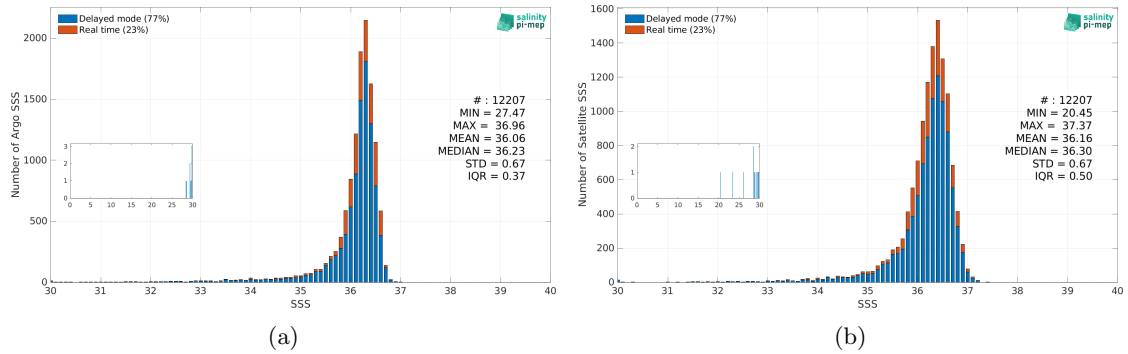 Delayed mode (77%)
Real time (23%)
salinity
pi-mep
Number of Argo SSS
2000
1500
1000
500
0
# : 12207
MIN = 27.47
MAX = 36.96
MEAN = 36.06
MEDIAN = 36.23
STD = 0.67
IQR = 0.37
3
2
1
0
0 5 10 15 20 25 30
30 31 32 33 34 35 36 37 38 39 40
SSS
(a)
Delayed mode (77%)
Real time (23%)
salinity
pi-mep
Number of Satellite SSS
1600
1400
1200
1000
800
600
400
200
0
# : 12207
MIN = 20.45
MAX = 37.37
MEAN = 36.16
MEDIAN = 36.30
STD = 0.67
IQR = 0.50
2
1
0
0 5 10 15 20 25 30
30 31 32 33 34 35 36 37 38 39 40
SSS
(b)